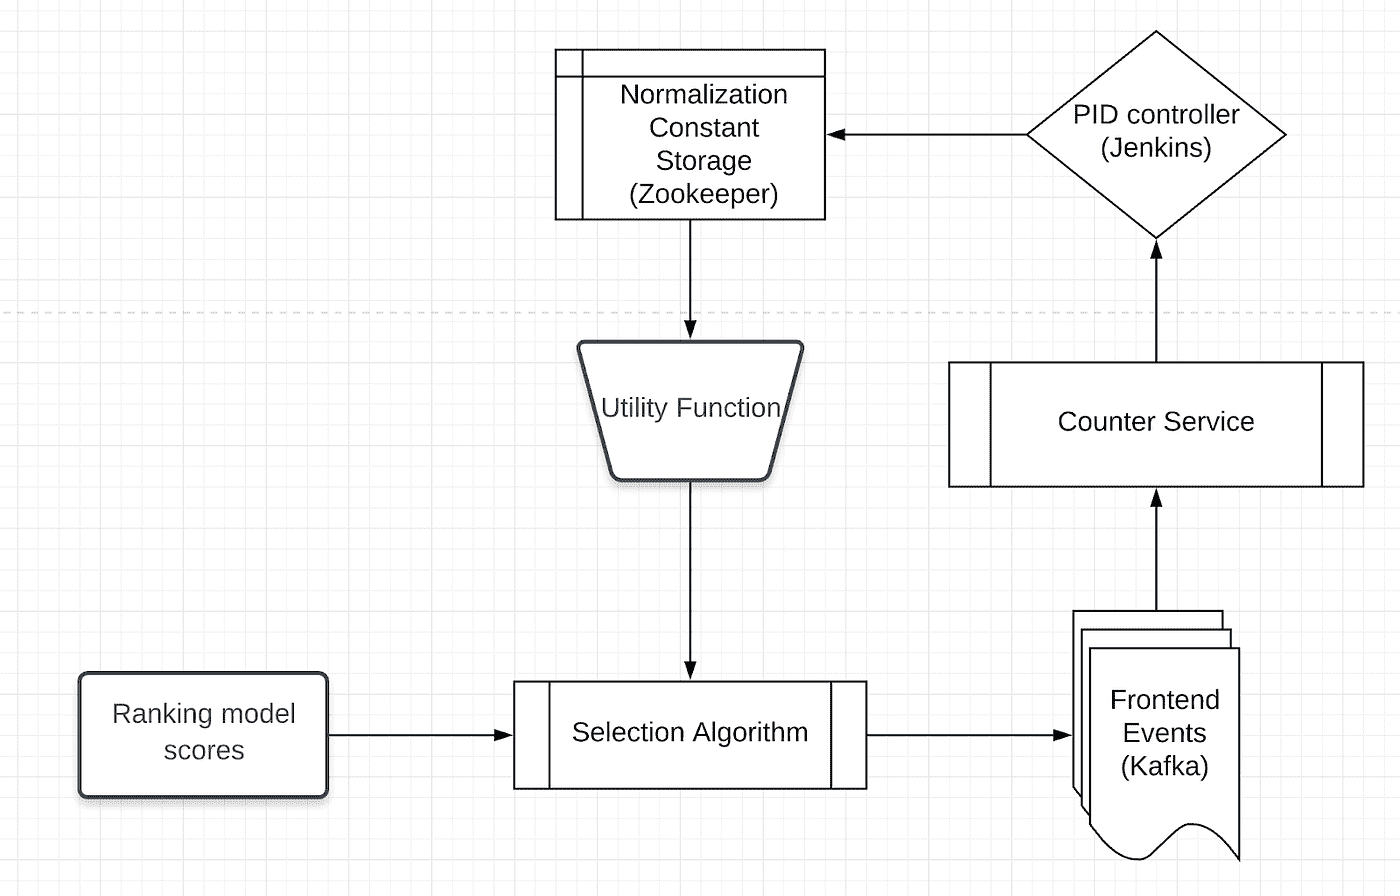 Normalization
Constant
Storage
(Zookeeper)
PID controller
(Jenkins)
Utility Function
Counter Service
Ranking model
scores
Selection Algorithm
Frontend
Events
(Kafka)